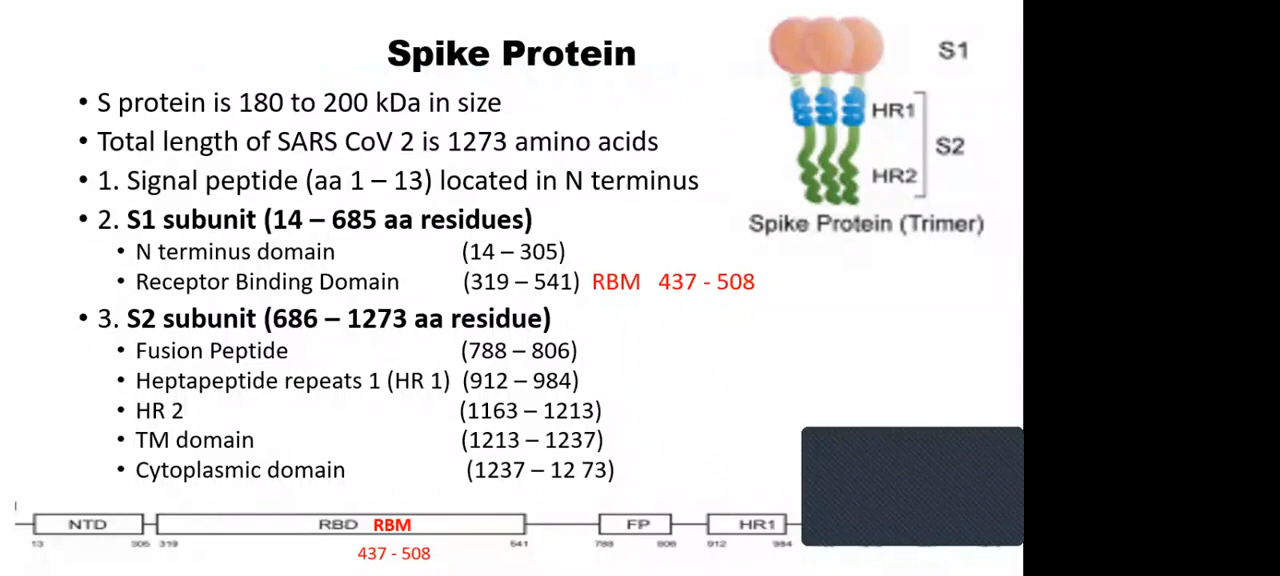 Spike Protein
• S protein is 180 to 200 kDa in size
• Total length of SARS CoV 2 is 1273 amino acids
• 1. Signal peptide (aa 1 – 13) located in N terminus
• 2. S1 subunit (14 – 685 aa residues)
• N terminus domain (14 – 305)
• Receptor Binding Domain (319 – 541) RBM 437 - 508
• 3. S2 subunit (686 – 1273 aa residue)
• Fusion Peptide (788 – 806)
• Heptapeptide repeats 1 (HR 1) (912 – 984)
• HR 2 (1163 – 1213)
• TM domain (1213 – 1237)
• Cytoplasmic domain (1237 – 12 73)
S1
HR1
S2
HR2
Spike Protein (Trimer)
NTD RBD RBM FP HR1
13 305 319 541 788 806 912 984
437 - 508